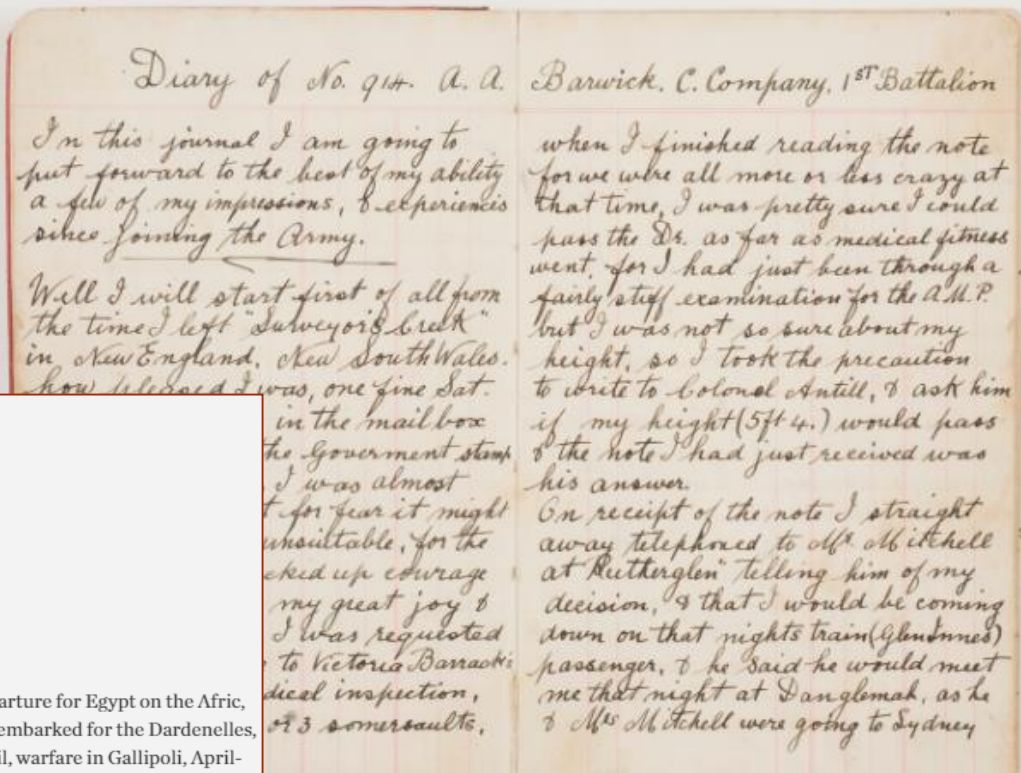 Diary of No. 914. A. A. Barwick. C. Company, 1ST Battalion
In this journal I am going to
put forward to the best of my ability
a few of my impressions, & experiences
since joining the Army.
Well I will start first of all from
the time I left "Surveyor's Creek"
in New England, New South Wales.
how pleased I was, one fine Sat.
in the mail box
the Goverment stamp
I was almost
for fear it might
unsuitable, for the
up courage
my great joy &
I was requested
to Victoria Barracks
inspection,
or 3 somersaults,
when I finished reading the note
for we were all more or less crazy at
that time, I was pretty sure I could
pass the Dr. as far as medical fitness
went, for I had just been through a
fairly stiff examination for the A.M.P.
but I was not so sure about my
height, so I took the precaution
to write to Colonel Antill, & ask him
if my height (5ft 4.) would pass
& the note I had just received was
his answer.
On receipt of the note I straight
away telephoned to Mr Mitchell
at "Rutherglen" telling him of my
decision, & that I would be coming
down on that nights train (Glen Innes)
passenger, & he said he would meet
me that night at Danglemah, as he
& Mrs Mitchell were going to Sydney
arture for Egypt on the Afric,
embarked for the Dardenelles,
il, warfare in Gallipoli, April-